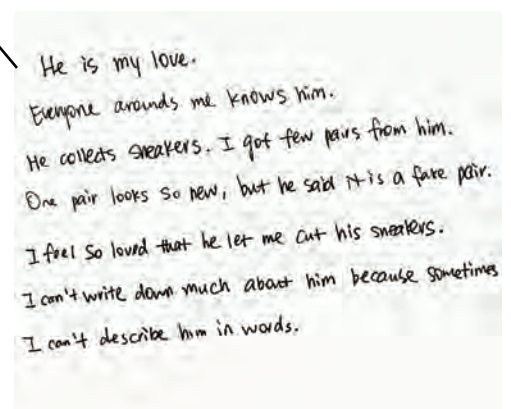 He is my love.
Everyone arounds me knows him.
He collects sneakers. I got few pairs from him.
One pair looks so new, but he said it is a fake pair.
I feel so loved that he let me cut his sneakers.
I can't write down much about him because sometimes
I can't describe him in words.